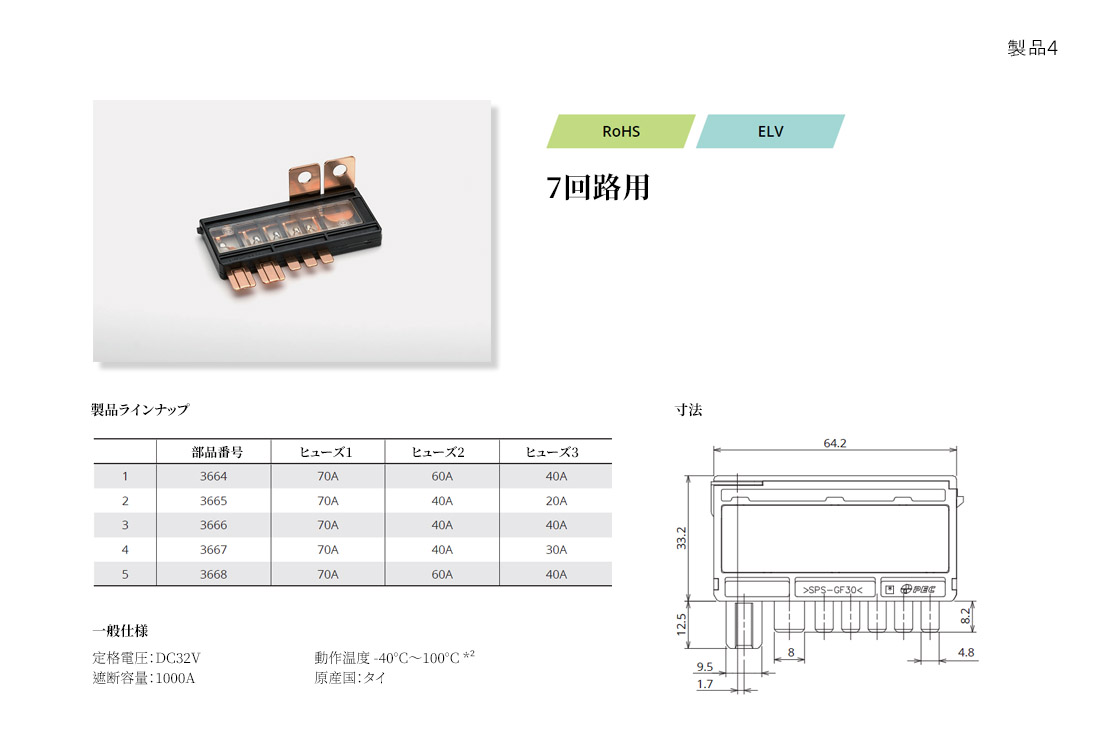 製品4
RoHS ELV
7回路用
製品ラインナップ
部品番号 ヒューズ1 ヒューズ2 ヒューズ3
1 3664 70A 60A 40A
2 3665 70A 40A 20A
3 3666 70A 40A 40A
4 3667 70A 40A 30A
5 3668 70A 60A 40A
一般仕様
定格電圧：DC32V
遮断容量：1000A
動作温度 -40°C～100°C *2
原産国：タイ
寸法
64.2
33.2
>SPS-GF30< PEC
12.5
8.2
8
4.8
9.5
1.7